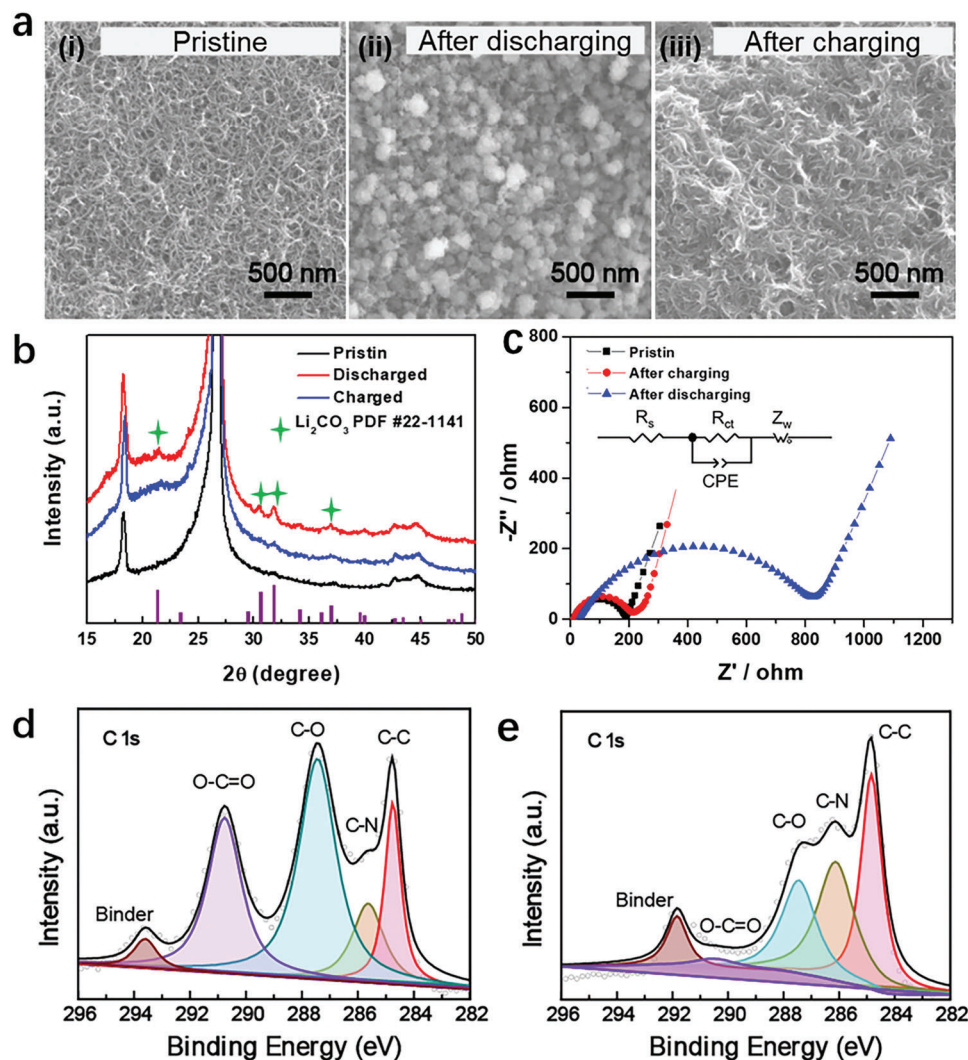 a
(i) Pristine
500 nm
(ii) After discharging
500 nm
(iii) After charging
500 nm
b
Intensity (a.u.)
Pristin
Discharged
Charged
Li₂CO₃ PDF #22-1141
15 20 25 30 35 40 45 50
2θ (degree)
c
-Z'' / ohm
800
600
400
200
0
Pristin
After charging
After discharging
Rs
Rct
Zw
CPE
0 200 400 600 800 1000 1200
Z' / ohm
d
C 1s
Intensity (a.u.)
Binder
O-C=O
C-O
C-N
C-C
296 294 292 290 288 286 284 282
Binding Energy (eV)
e
C 1s
Intensity (a.u.)
Binder
O-C=O
C-O
C-N
C-C
296 294 292 290 288 286 284 282
Binding Energy (eV)